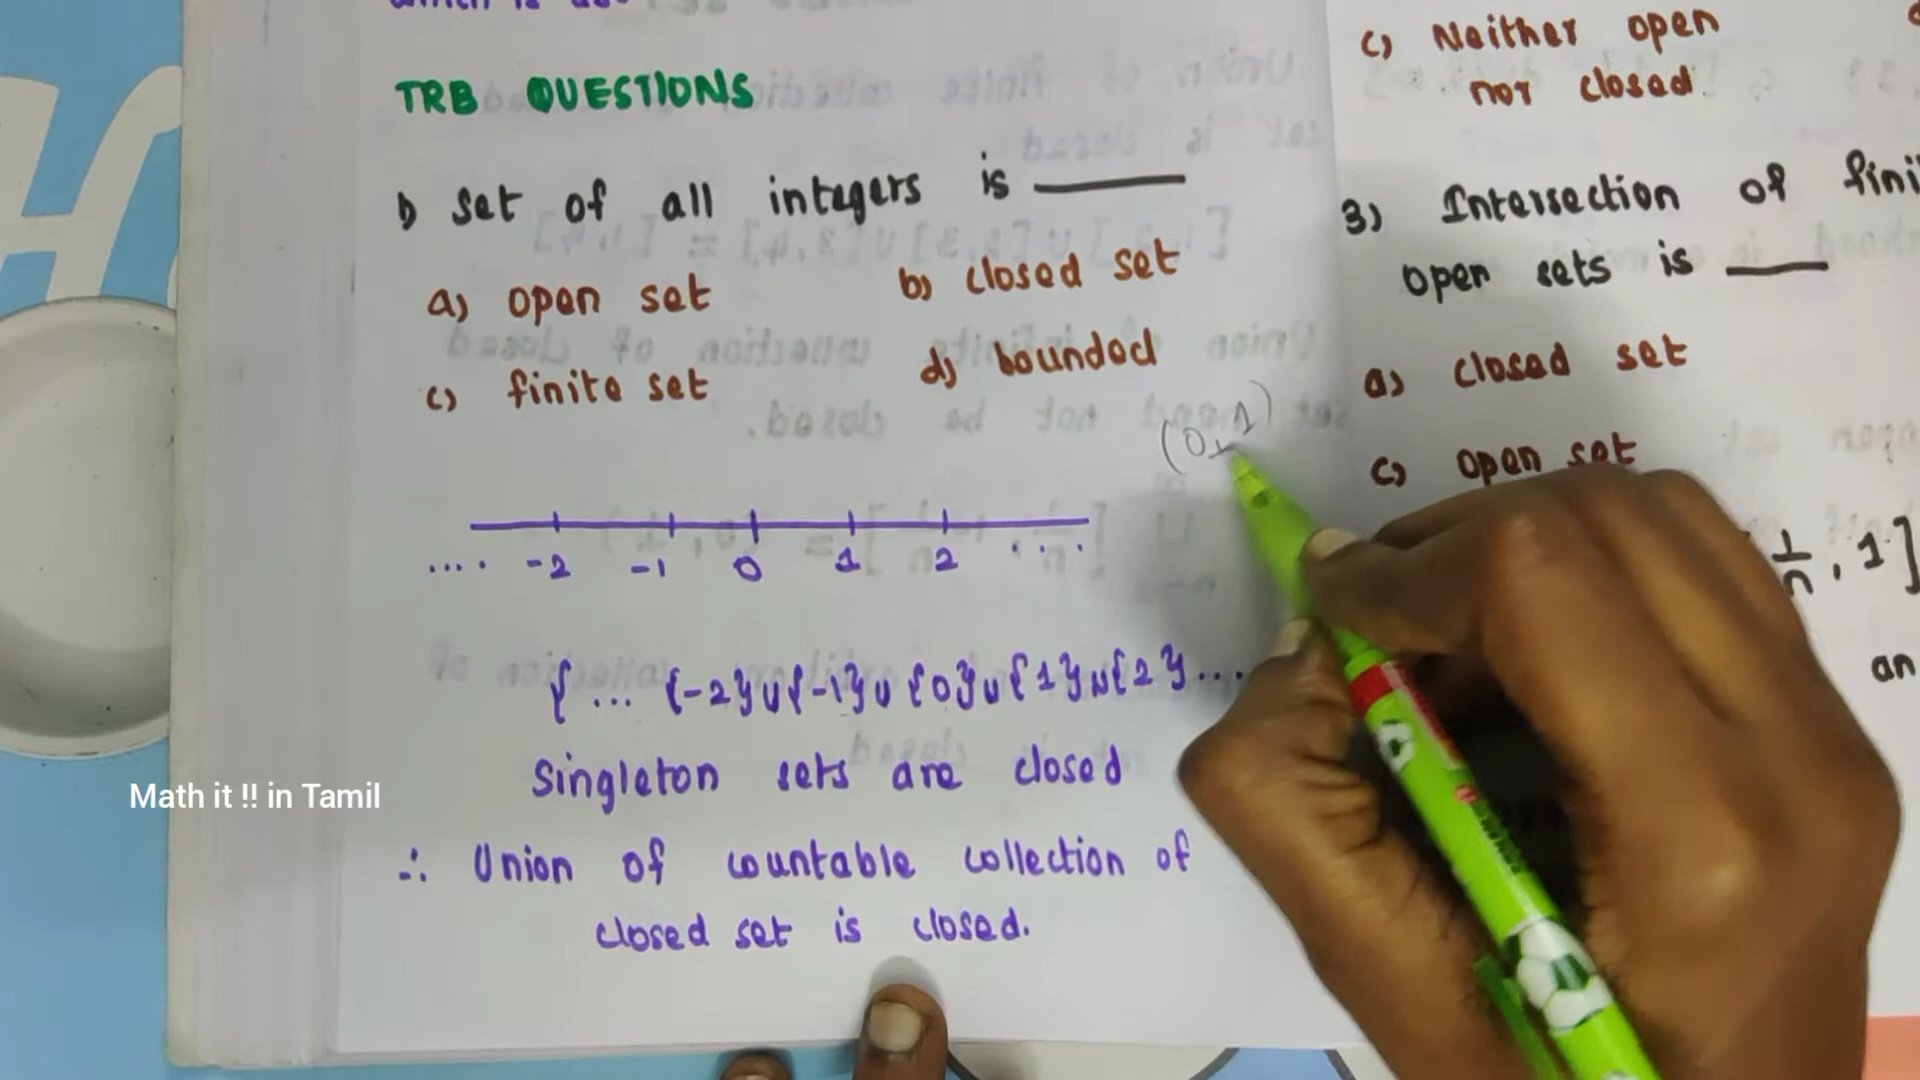 TRB QUESTIONS
1) Set of all integers is ____
a) open set b) closed set
c) finite set d) bounded
(0,1)
.... -2 -1 0 1 2 ...
{ ... {-2}∪{-1}∪{0}∪{1}∪{2}....
Singleton sets are closed
∴ Union of countable collection of
closed set is closed.
c) Neither open
nor closed.
3) Intersection of
open sets is ____
a) closed set
c) open set
1/n, 1]
an
Math it !! in Tamil